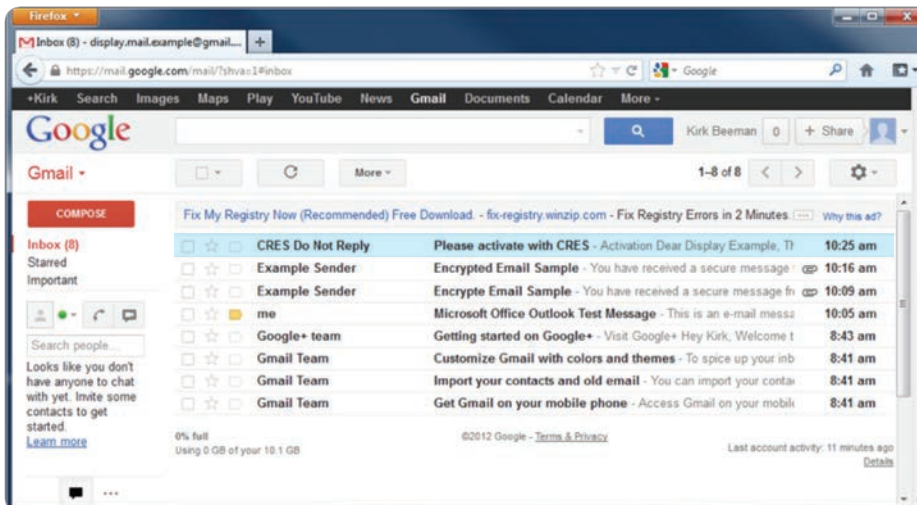 Firefox
Inbox (8) - display.mail.example@gmail....
https://mail.google.com/mail/?shva=1#inbox
Google
+Kirk Search Images Maps Play YouTube News Gmail Documents Calendar More
Google
Kirk Beeman 0 + Share
Gmail
More
1–8 of 8
COMPOSE
Fix My Registry Now (Recommended) Free Download. - fix-registry.winzip.com - Fix Registry Errors in 2 Minutes. Why this ad?
Inbox (8)
Starred
Important
CRES Do Not Reply Please activate with CRES - Activation Dear Display Example, Th 10:25 am
Example Sender Encrypted Email Sample - You have received a secure message 10:16 am
Example Sender Encrypte Email Sample - You have received a secure message fr 10:09 am
me Microsoft Office Outlook Test Message - This is an e-mail messa 10:05 am
Google+ team Getting started on Google+ - Visit Google+ Hey Kirk, Welcome t 8:43 am
Gmail Team Customize Gmail with colors and themes - To spice up your inb 8:41 am
Gmail Team Import your contacts and old email - You can import your contac 8:41 am
Gmail Team Get Gmail on your mobile phone - Access Gmail on your mobile 8:41 am
Search people...
Looks like you don't
have anyone to chat
with yet. Invite some
contacts to get
started.
Learn more
0% full
Using 0 GB of your 10.1 GB
©2012 Google - Terms & Privacy
Last account activity: 11 minutes ago
Details